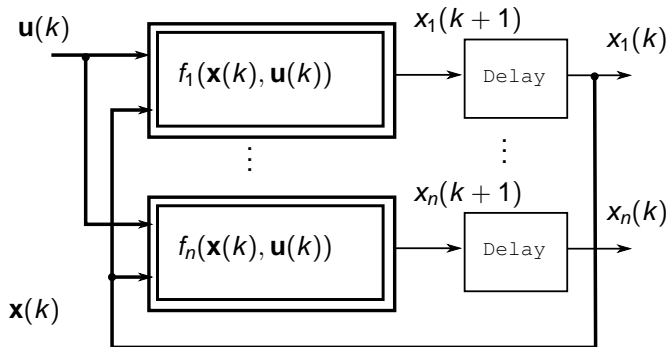 u(k)
f₁(x(k), u(k))
x₁(k+1)
Delay
x₁(k)
⋮
⋮
fₙ(x(k), u(k))
xₙ(k+1)
Delay
xₙ(k)
x(k)